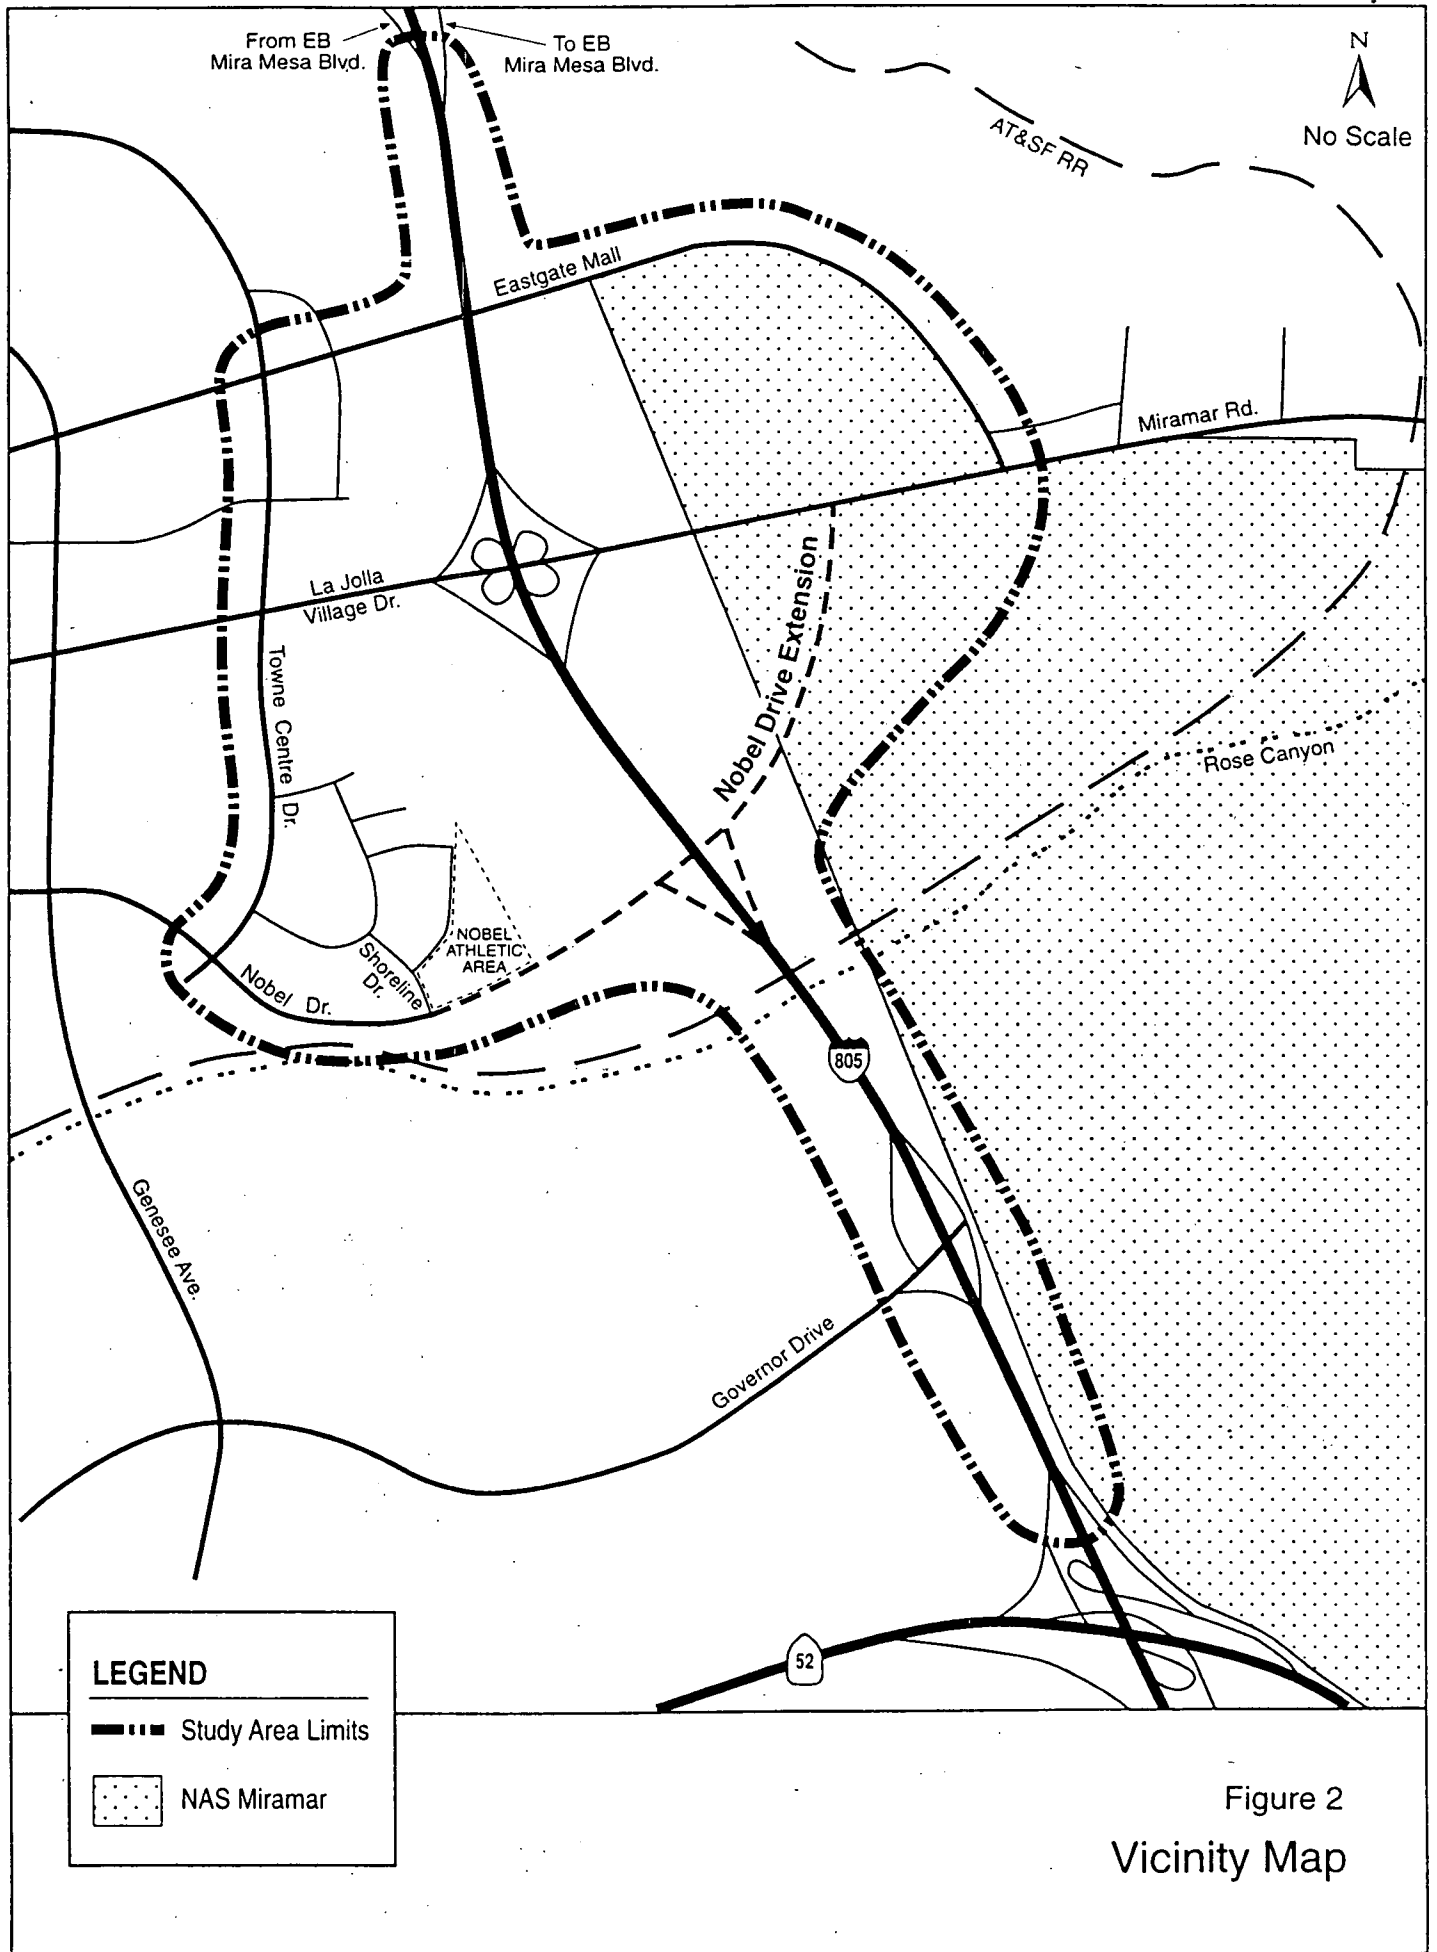 From EB
Mira Mesa Blvd.
To EB
Mira Mesa Blvd.
N
No Scale
AT&SF RR
Eastgate Mall
Miramar Rd.
La Jolla
Village Dr.
Nobel Drive Extension
Towne Centre Dr.
Rose Canyon
NOBEL
ATHLETIC
AREA
Shoreline
Dr.
Nobel Dr.
805
Genesee Ave.
Governor Drive
52
LEGEND
Study Area Limits
NAS Miramar
Figure 2
Vicinity Map